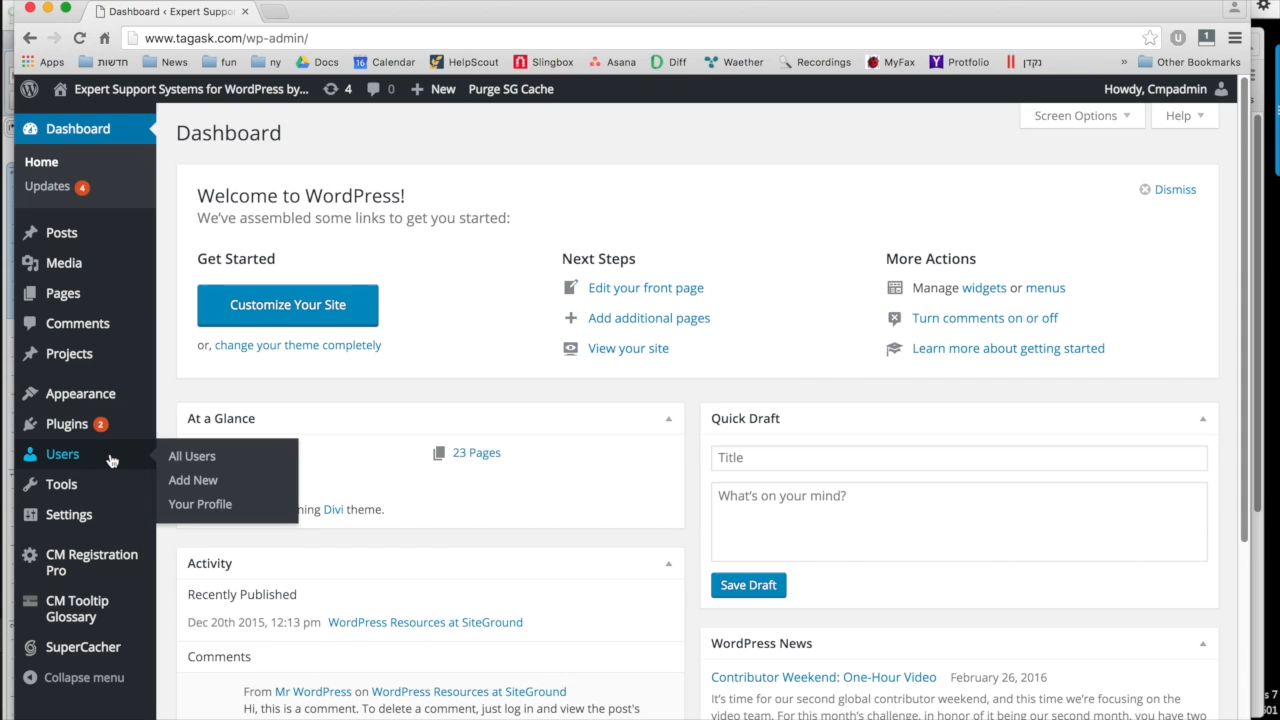 Dashboard ‹ Expert Suppor
www.tagask.com/wp-admin/
Apps חדשות News fun ny Docs 16 Calendar HelpScout Slingbox Asana Diff Waether Recordings MyFax Protfolio נקדן » Other Bookmarks
Expert Support Systems for WordPress by... 4 0 New Purge SG Cache Howdy, Cmpadmin
Dashboard
Home
Updates 4
Posts
Media
Pages
Comments
Projects
Appearance
Plugins 2
Users
All Users
Add New
Your Profile
Tools
Settings
CM Registration
Pro
CM Tooltip
Glossary
SuperCacher
Collapse menu
Screen Options Help
Dashboard
Welcome to WordPress!
We've assembled some links to get you started:
Dismiss
Get Started
Customize Your Site
or, change your theme completely
Next Steps
Edit your front page
Add additional pages
View your site
More Actions
Manage widgets or menus
Turn comments on or off
Learn more about getting started
At a Glance
23 Pages
ning Divi theme.
Activity
Recently Published
Dec 20th 2015, 12:13 pm WordPress Resources at SiteGround
Comments
From Mr WordPress on WordPress Resources at SiteGround
Hi, this is a comment. To delete a comment, just log in and view the post's
Quick Draft
Title
What's on your mind?
Save Draft
WordPress News
Contributor Weekend: One-Hour Video February 26, 2016
It's time for our second global contributor weekend, and this time we're focusing on the
video team. For this month's challenge, in honor of it being our second month, you have two